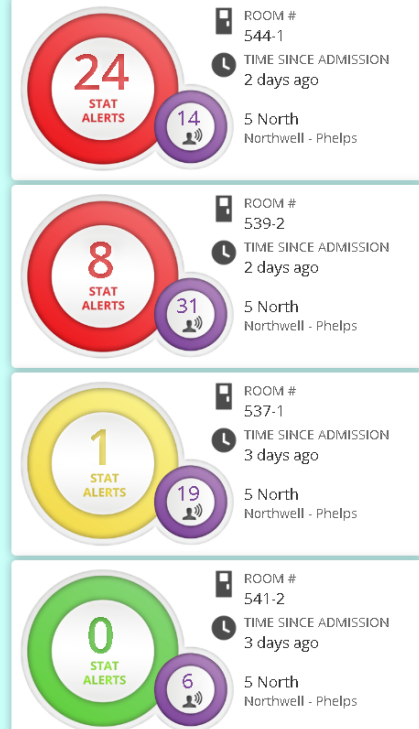 24
STAT
ALERTS
14
ROOM #
544-1
TIME SINCE ADMISSION
2 days ago
5 North
Northwell - Phelps
8
STAT
ALERTS
31
ROOM #
539-2
TIME SINCE ADMISSION
2 days ago
5 North
Northwell - Phelps
1
STAT
ALERTS
19
ROOM #
537-1
TIME SINCE ADMISSION
3 days ago
5 North
Northwell - Phelps
0
STAT
ALERTS
6
ROOM #
541-2
TIME SINCE ADMISSION
3 days ago
5 North
Northwell - Phelps